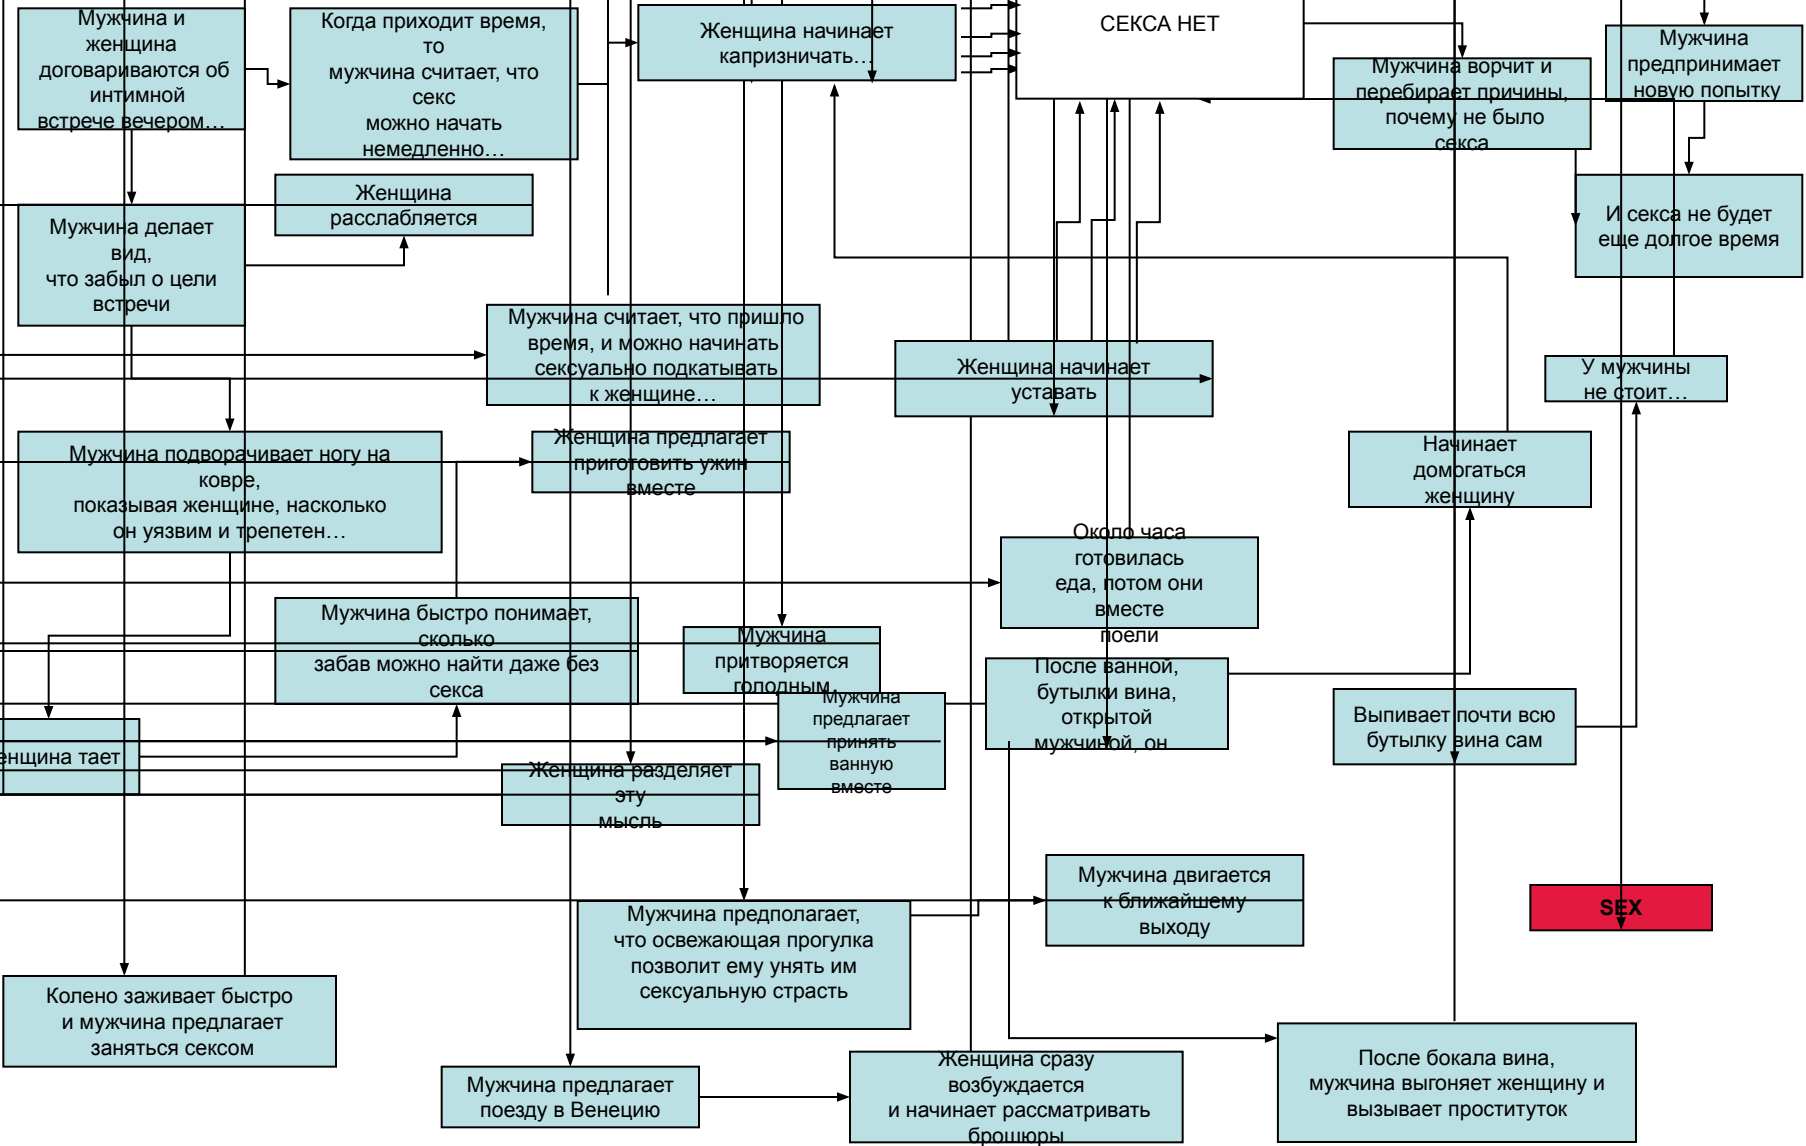 Мужчина и
женщина
договариваются об
интимной
встрече вечером…
Когда приходит время,
то
мужчина считает, что
секс
можно начать
немедленно…
Женщина начинает
капризничать…
СЕКСА НЕТ
Мужчина ворчит и
перебирает причины,
почему не было
секса
Мужчина
предпринимает
новую попытку
Женщина
расслабляется
Мужчина делает
вид,
что забыл о цели
встречи
И секса не будет
еще долгое время
Мужчина считает, что пришло
время, и можно начинать
сексуально подкатывать
к женщине…
Женщина начинает
уставать
У мужчины
не стоит…
Мужчина подворачивает ногу на
ковре,
показывая женщине, насколько
он уязвим и трепетен…
Женщина предлагает
приготовить ужин
вместе
Начинает
домогаться
женщину
Около часа
готовилась
еда, потом они
вместе
поели
Мужчина быстро понимает,
сколько
забав можно найти даже без
секса
Мужчина
притворяется
голодным
После ванной,
бутылки вина,
открытой
мужчиной, он
Мужчина
предлагает
принять
ванную
вместе
Выпивает почти всю
бутылку вина сам
енщина тает
Женщина разделяет
эту
мысль
Мужчина двигается
к ближайшему
выходу
SEX
Мужчина предполагает,
что освежающая прогулка
позволит ему унять им
сексуальную страсть
Колено заживает быстро
и мужчина предлагает
заняться сексом
Мужчина предлагает
поезду в Венецию
Женщина сразу
возбуждается
и начинает рассматривать
брошюры
После бокала вина,
мужчина выгоняет женщину и
вызывает проституток